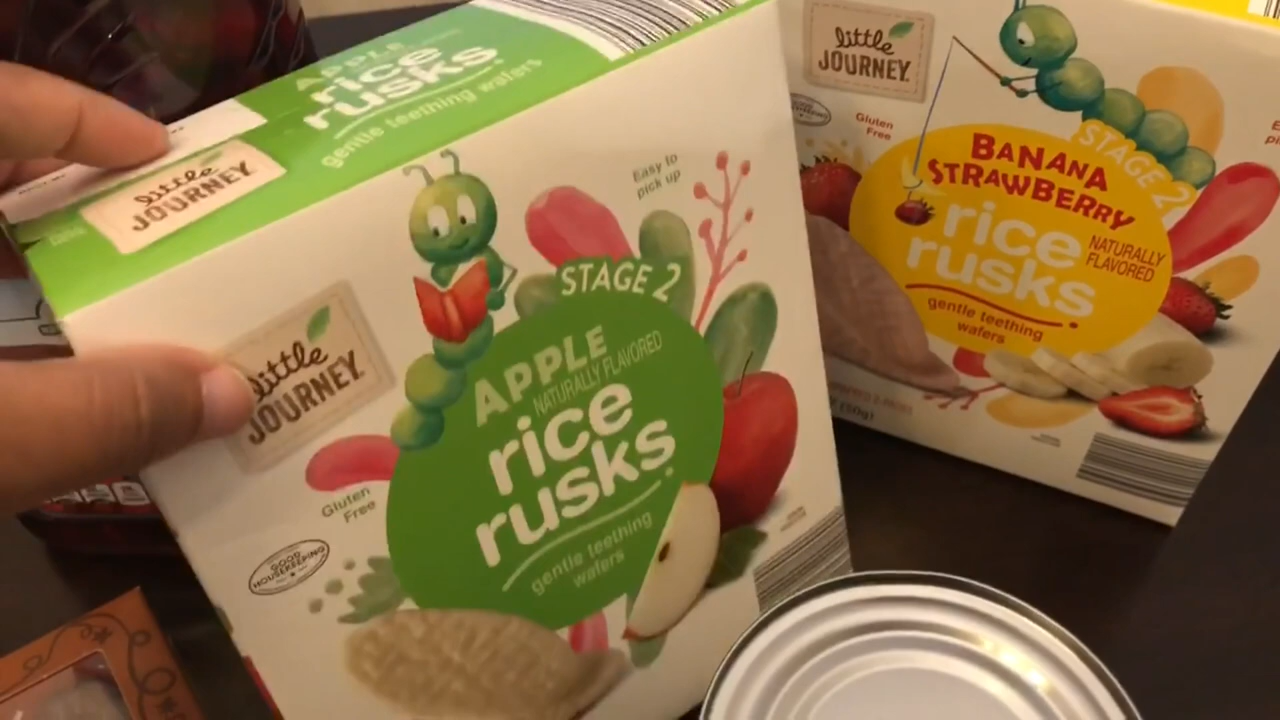 APPLE
rice
rusks
gentle teething wafers
little
JOURNEY
little
JOURNEY
Easy to
pick up
STAGE 2
APPLE
NATURALLY FLAVORED
rice
rusks
gentle teething
wafers
Gluten
Free
GOOD
HOUSEKEEPING
little
JOURNEY
Gluten
Free
STAGE 2
BANANA
STRAWBERRY
rice
rusks
NATURALLY
FLAVORED
gentle teething
wafers